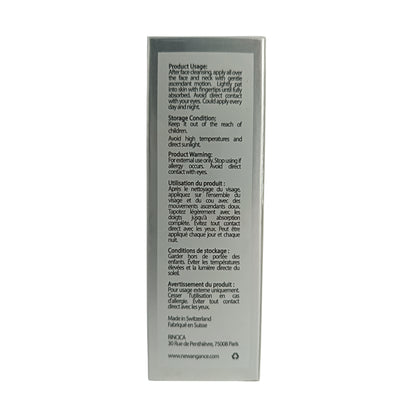 Product Usage:
After face cleansing, apply all over
the face and neck with gentle
ascendant motion. Lightly pat
into skin with fingertips until fully
absorbed. Avoid direct contact
with your eyes. Could apply every
day and night.
Storage Condition:
Keep it out of the reach of
children.
Avoid high temperatures and
direct sunlight.
Product Warning:
For external use only. Stop using if
allergy occurs. Avoid direct
contact with eyes.
Utilisation du produit :
Après le nettoyage du visage,
appliquez sur l'ensemble du
visage et du cou avec des
mouvements ascendants doux.
Tapotez légèrement avec les
doigts jusqu'à absorption
complète. Évitez tout contact
direct avec les yeux. Peut être
appliqué chaque jour et chaque
nuit.
Conditions de stockage :
Garder hors de portée des
enfants. Éviter les températures
élevées et la lumière directe du
soleil.
Avertissement du produit :
Pour usage externe uniquement.
Cesser l'utilisation en cas
d'allergie. Éviter tout contact
direct avec les yeux.
Made in Switzerland
Fabriqué en Suisse
BINCICA
30 Rue de Penthièvre, 75008 Paris
www.newangance.com